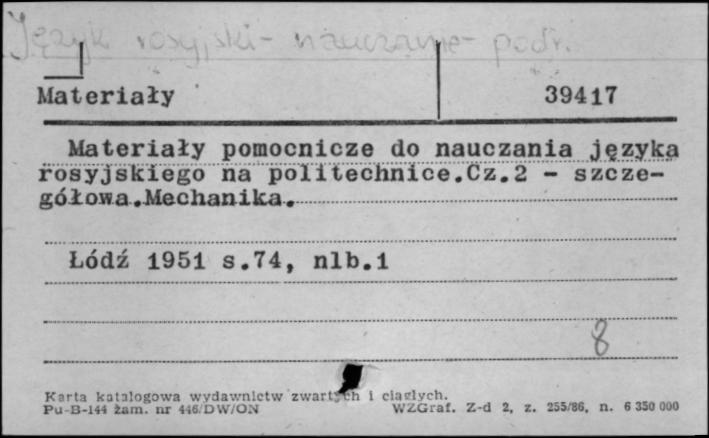 Język rosyjski - nauczanie - podr.
Materiały 39417
Materiały pomocnicze do nauczania języka
rosyjskiego na politechnice.Cz.2 - szcze-
gółowa.Mechanika.
Łódź 1951 s.74, nlb.1
8
Karta katalogowa wydawnictw zwartych i ciągłych.
Pu-B-144 żam. nr 446/DW/ON WZGraf. Z-d 2, z. 255/86, n. 6 350 000